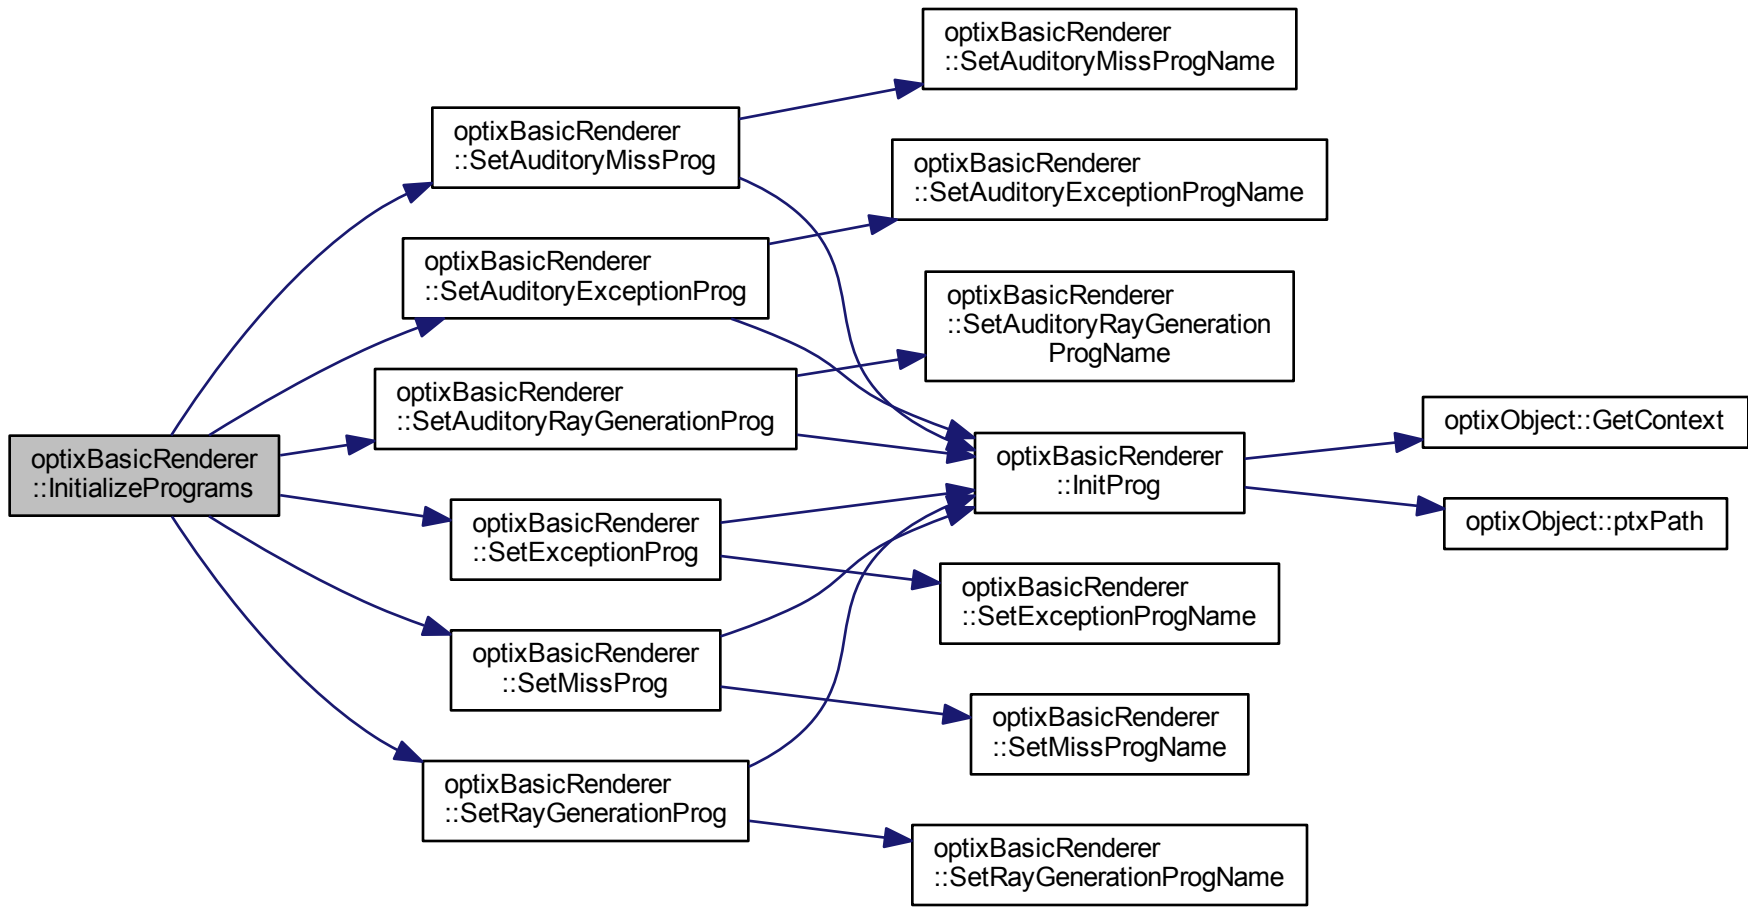 optixBasicRenderer
::SetAuditoryMissProgName
optixBasicRenderer
::SetAuditoryMissProg
optixBasicRenderer
::SetAuditoryExceptionProgName
optixBasicRenderer
::SetAuditoryExceptionProg
optixBasicRenderer
::SetAuditoryRayGeneration
ProgName
optixBasicRenderer
::SetAuditoryRayGenerationProg
optixObject::GetContext
optixBasicRenderer
::InitializePrograms
optixBasicRenderer
::InitProg
optixObject::ptxPath
optixBasicRenderer
::SetExceptionProg
optixBasicRenderer
::SetExceptionProgName
optixBasicRenderer
::SetMissProg
optixBasicRenderer
::SetMissProgName
optixBasicRenderer
::SetRayGenerationProg
optixBasicRenderer
::SetRayGenerationProgName